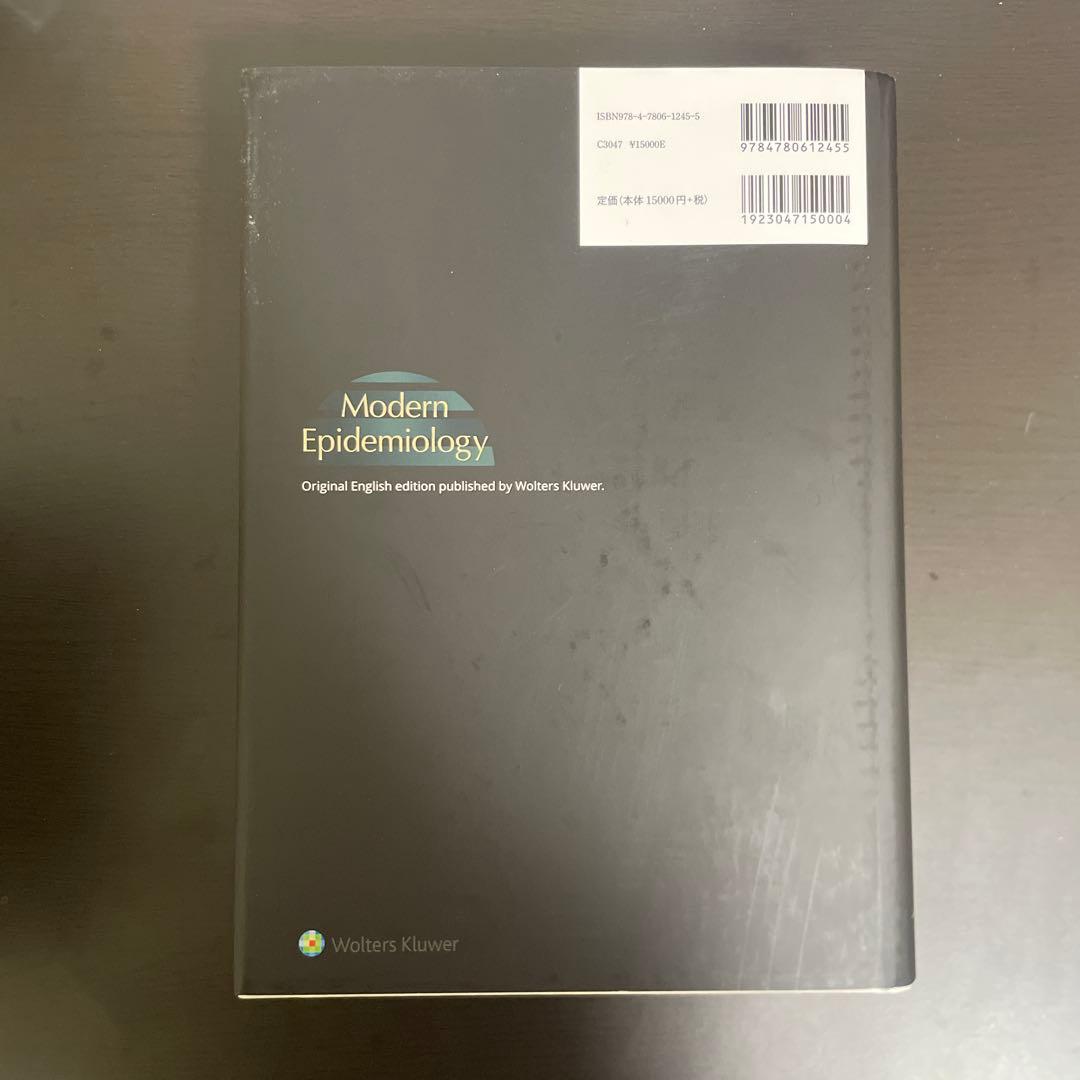 ISBN978-4-7806-1245-5
C3047 ¥15000E
定価(本体 15000円+税)
9784780612455
1923047150004
Modern
Epidemiology
Original English edition published by Wolters Kluwer.
Wolters Kluwer